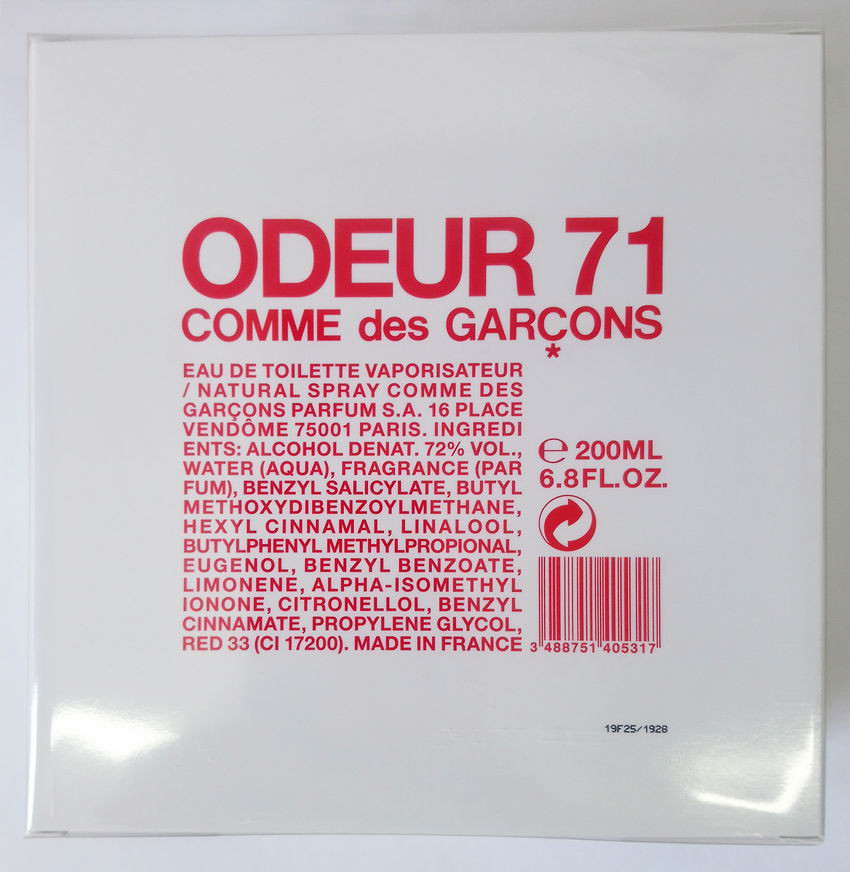 ODEUR 71
COMME des GARÇONS
*
EAU DE TOILETTE VAPORISATEUR
/ NATURAL SPRAY COMME DES
GARÇONS PARFUM S.A. 16 PLACE
VENDÔME 75001 PARIS. INGREDI
ENTS: ALCOHOL DENAT. 72% VOL.,
WATER (AQUA), FRAGRANCE (PAR
FUM), BENZYL SALICYLATE, BUTYL
METHOXYDIBENZOYLMETHANE,
HEXYL CINNAMAL, LINALOOL,
BUTYLPHENYL METHYLPROPIONAL,
EUGENOL, BENZYL BENZOATE,
LIMONENE, ALPHA-ISOMETHYL
IONONE, CITRONELLOL, BENZYL
CINNAMATE, PROPYLENE GLYCOL,
RED 33 (CI 17200). MADE IN FRANCE
℮ 200ML
6.8FL.OZ.
3 488751 405317
19F25/1928